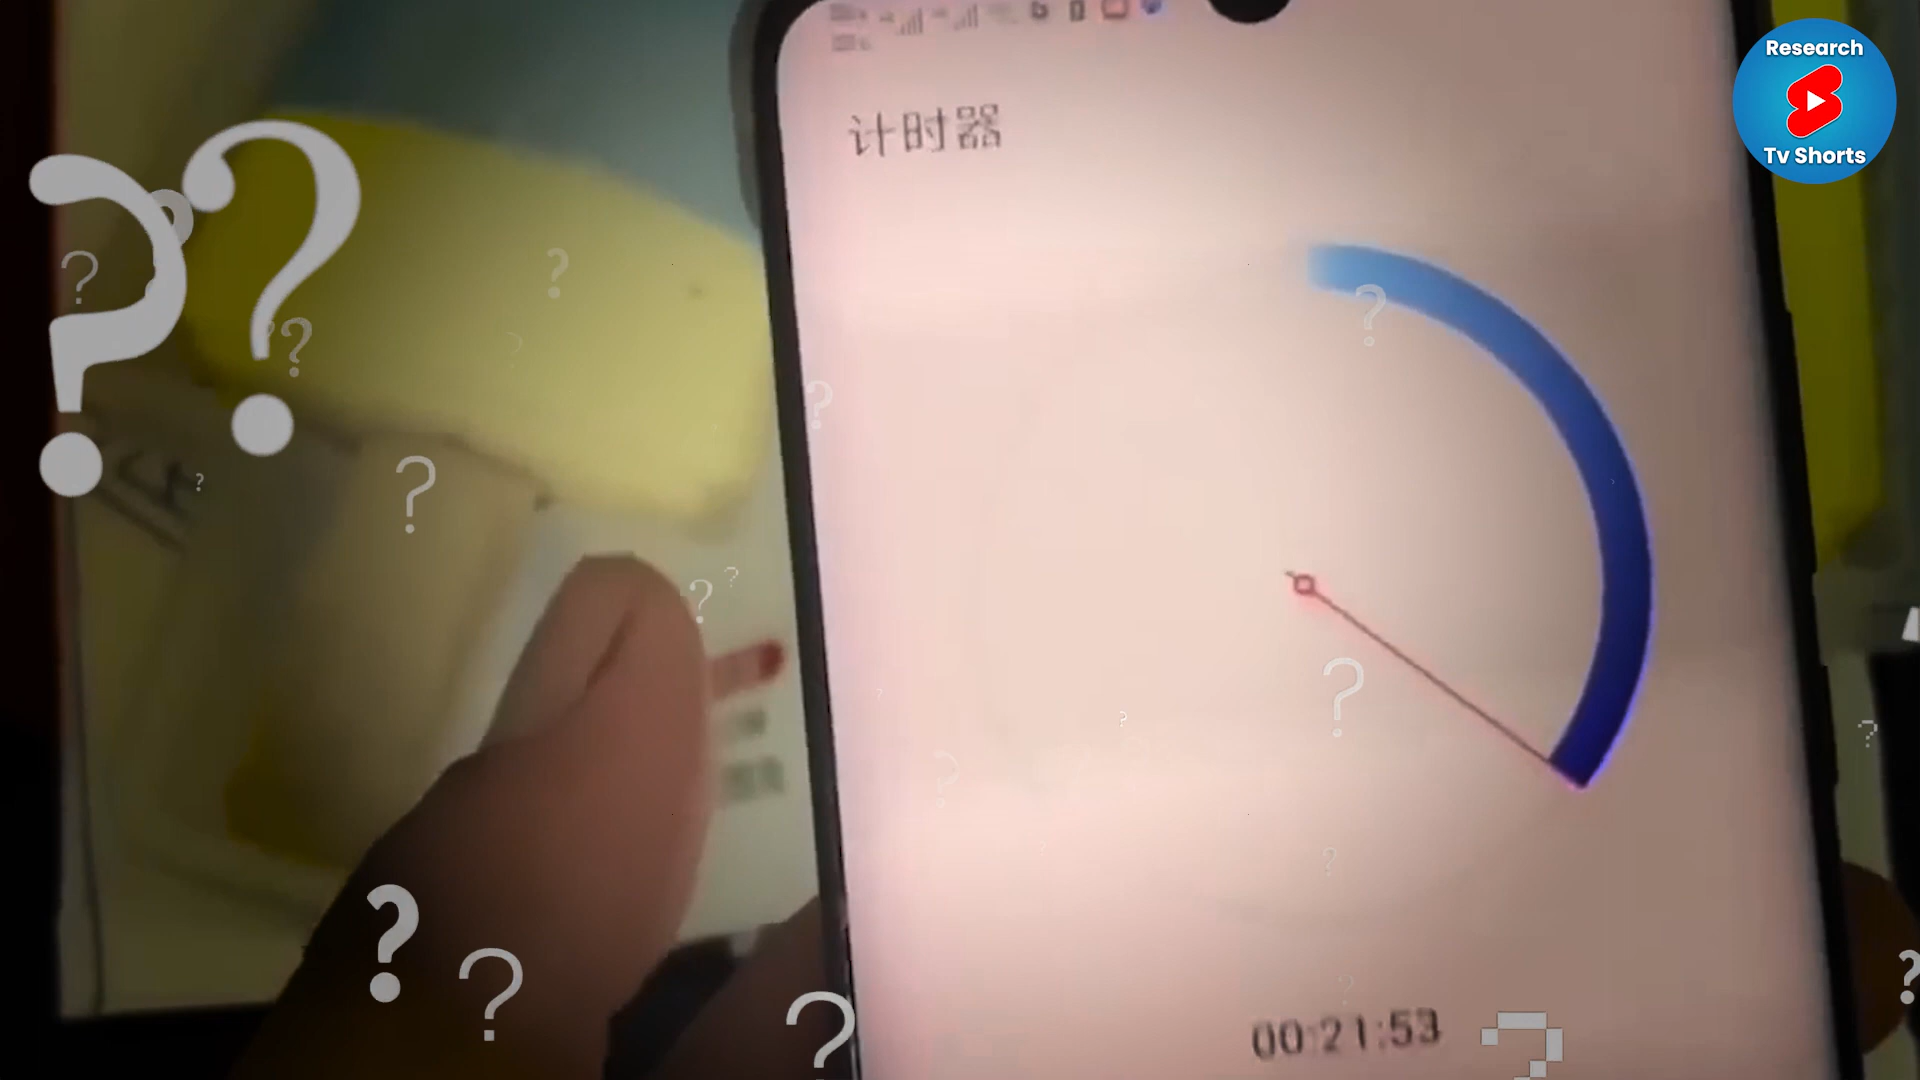 Research
Tv Shorts
计时器
00:21:53
? ? ? ? ? ? ? ? ? ? ? ? ? ? ? ? ? ? ? ?